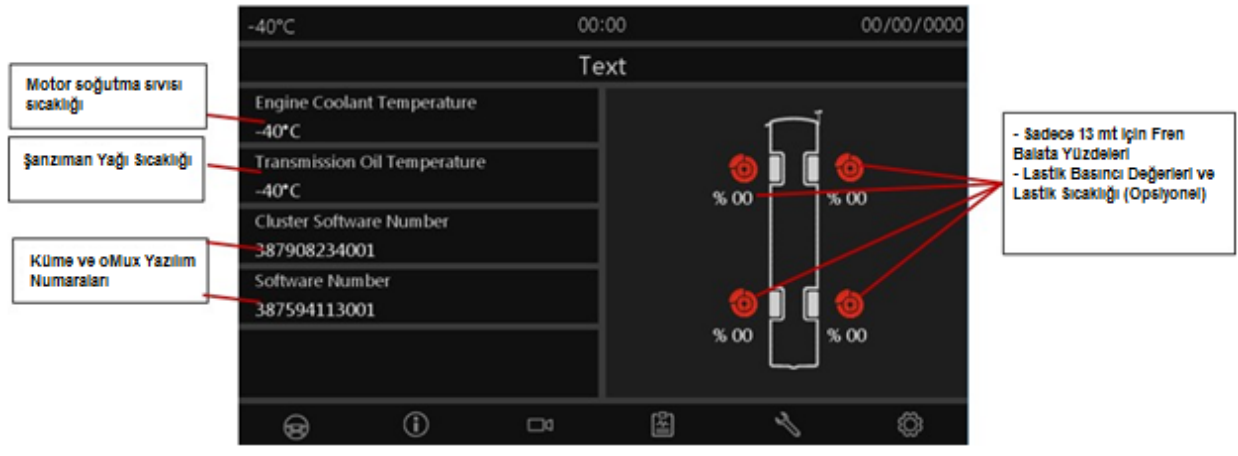 -40°C 00:00 00/00/0000
Text
Motor soğutma sıvısı
sıcaklığı
Engine Coolant Temperature
-40°C
Şanzıman Yağı Sıcaklığı
Transmission Oil Temperature
-40°C
Cluster Software Number
387908234001
Küme ve oMux Yazılım
Numaraları
Software Number
387594113001
% 00 % 00
% 00 % 00
- Sadece 13 mt için Fren
Balata Yüzdeleri
- Lastik Basıncı Değerleri ve
Lastik Sıcaklığı (Opsiyonel)